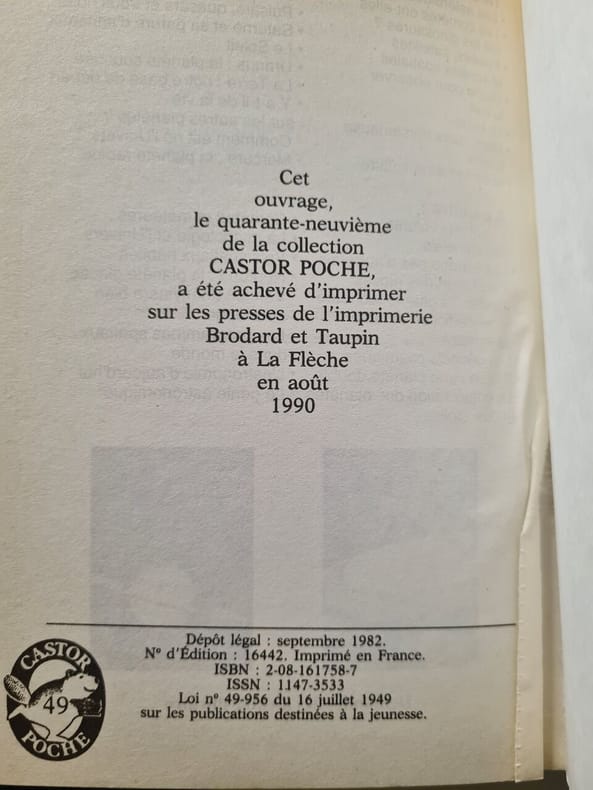 Cet
ouvrage,
le quarante-neuvième
de la collection
CASTOR POCHE,
a été achevé d'imprimer
sur les presses de l'imprimerie
Brodard et Taupin
à La Flèche
en août
1990
Dépôt légal : septembre 1982.
N° d'Édition : 16442. Imprimé en France.
ISBN : 2-08-161758-7
ISSN : 1147-3533
Loi n° 49-956 du 16 juillet 1949
sur les publications destinées à la jeunesse.
CASTOR
49
POCHE